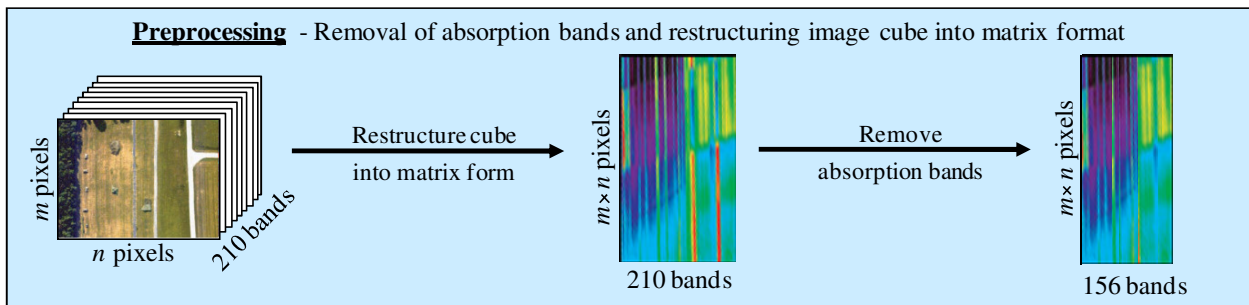 Preprocessing - Removal of absorption bands and restructuring image cube into matrix format
m pixels
n pixels
210 bands
Restructure cube
into matrix form
m× n pixels
210 bands
Remove
absorption bands
m× n pixels
156 bands